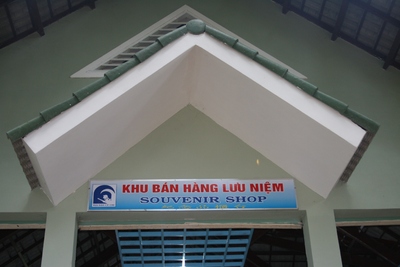 KHU BÁN HÀNG LƯU NIỆM
SOUVENIR SHOP